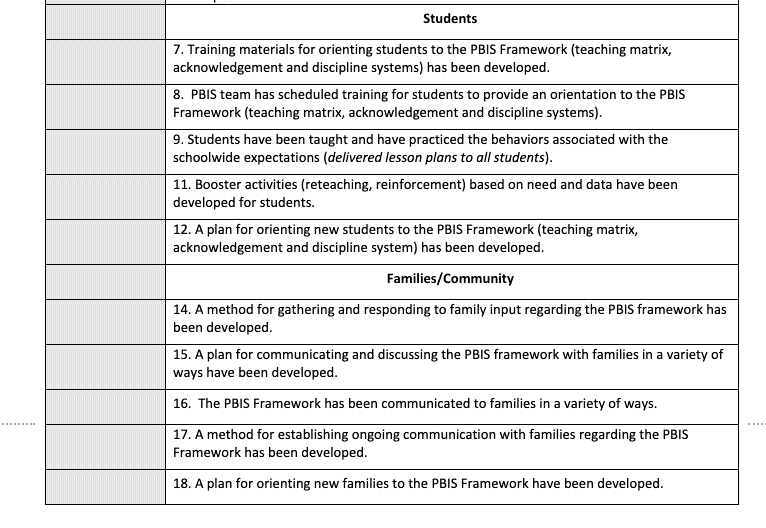 Students
7. Training materials for orienting students to the PBIS Framework (teaching matrix,
acknowledgement and discipline systems) has been developed.
8.  PBIS team has scheduled training for students to provide an orientation to the PBIS
Framework (teaching matrix, acknowledgement and discipline systems).
9. Students have been taught and have practiced the behaviors associated with the
schoolwide expectations (delivered lesson plans to all students).
11. Booster activities (reteaching, reinforcement) based on need and data have been
developed for students.
12. A plan for orienting new students to the PBIS Framework (teaching matrix,
acknowledgement and discipline system) has been developed.
Families/Community
14. A method for gathering and responding to family input regarding the PBIS framework has
been developed.
15. A plan for communicating and discussing the PBIS framework with families in a variety of
ways have been developed.
16.  The PBIS Framework has been communicated to families in a variety of ways.
17. A method for establishing ongoing communication with families regarding the PBIS
Framework has been developed.
18. A plan for orienting new families to the PBIS Framework have been developed.